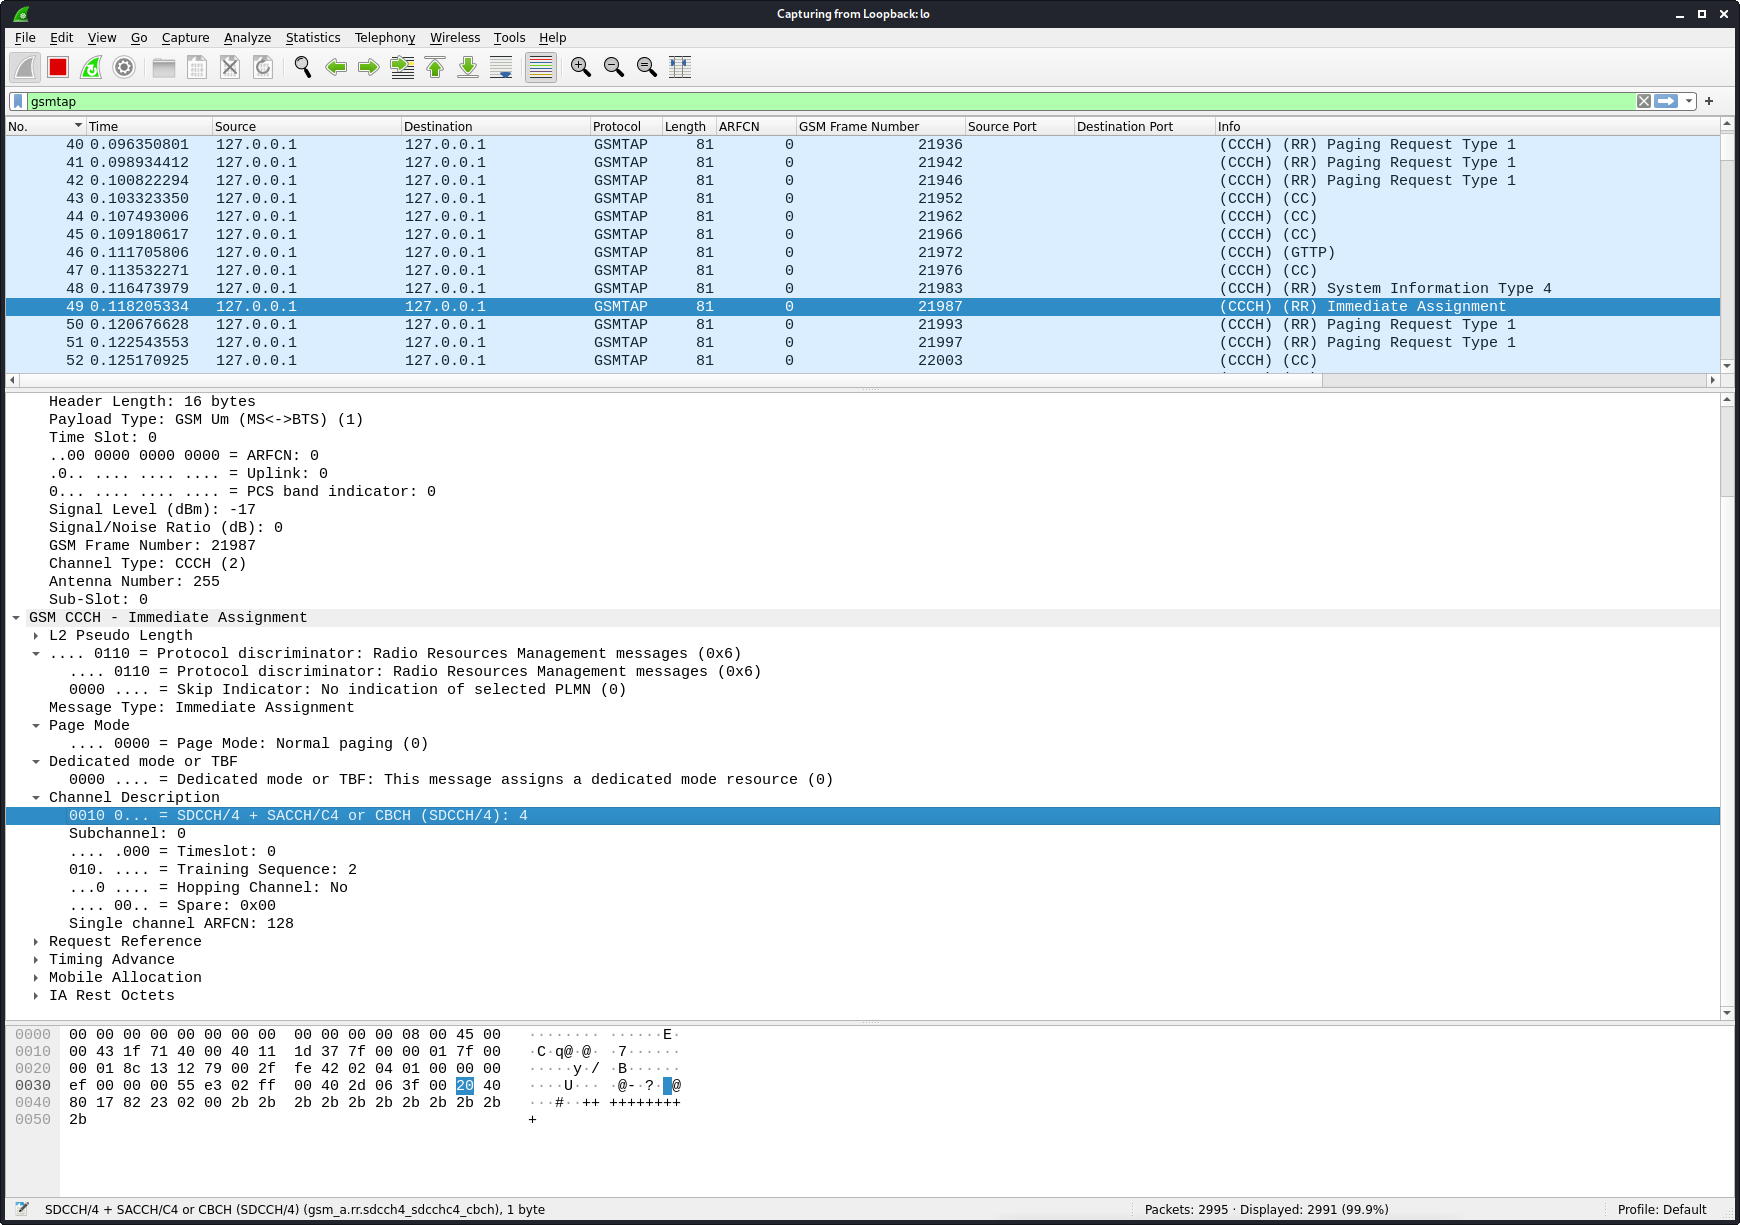 Capturing from Loopback: lo
File Edit View Go Capture Analyze Statistics Telephony Wireless Tools Help
gsmtap
No. Time Source Destination Protocol Length ARFCN GSM Frame Number Source Port Destination Port Info
40 0.096350801 127.0.0.1 127.0.0.1 GSMTAP 81 0 21936 (CCCH) (RR) Paging Request Type 1
41 0.098934412 127.0.0.1 127.0.0.1 GSMTAP 81 0 21942 (CCCH) (RR) Paging Request Type 1
42 0.100822294 127.0.0.1 127.0.0.1 GSMTAP 81 0 21946 (CCCH) (RR) Paging Request Type 1
43 0.103323350 127.0.0.1 127.0.0.1 GSMTAP 81 0 21952 (CCCH) (CC)
44 0.107493006 127.0.0.1 127.0.0.1 GSMTAP 81 0 21962 (CCCH) (CC)
45 0.109180617 127.0.0.1 127.0.0.1 GSMTAP 81 0 21966 (CCCH) (CC)
46 0.111705806 127.0.0.1 127.0.0.1 GSMTAP 81 0 21972 (CCCH) (GTTP)
47 0.113532271 127.0.0.1 127.0.0.1 GSMTAP 81 0 21976 (CCCH) (CC)
48 0.116473979 127.0.0.1 127.0.0.1 GSMTAP 81 0 21983 (CCCH) (RR) System Information Type 4
49 0.118205334 127.0.0.1 127.0.0.1 GSMTAP 81 0 21987 (CCCH) (RR) Immediate Assignment
50 0.120676628 127.0.0.1 127.0.0.1 GSMTAP 81 0 21993 (CCCH) (RR) Paging Request Type 1
51 0.122543553 127.0.0.1 127.0.0.1 GSMTAP 81 0 21997 (CCCH) (RR) Paging Request Type 1
52 0.125170925 127.0.0.1 127.0.0.1 GSMTAP 81 0 22003 (CCCH) (CC)
Header Length: 16 bytes
Payload Type: GSM Um (MS<->BTS) (1)
Time Slot: 0
..00 0000 0000 0000 = ARFCN: 0
.0.. .... .... .... = Uplink: 0
0... .... .... .... = PCS band indicator: 0
Signal Level (dBm): -17
Signal/Noise Ratio (dB): 0
GSM Frame Number: 21987
Channel Type: CCCH (2)
Antenna Number: 255
Sub-Slot: 0
GSM CCCH - Immediate Assignment
L2 Pseudo Length
.... 0110 = Protocol discriminator: Radio Resources Management messages (0x6)
.... 0110 = Protocol discriminator: Radio Resources Management messages (0x6)
0000 .... = Skip Indicator: No indication of selected PLMN (0)
Message Type: Immediate Assignment
Page Mode
.... 0000 = Page Mode: Normal paging (0)
Dedicated mode or TBF
0000 .... = Dedicated mode or TBF: This message assigns a dedicated mode resource (0)
Channel Description
0010 0... = SDCCH/4 + SACCH/C4 or CBCH (SDCCH/4): 4
Subchannel: 0
.... .000 = Timeslot: 0
010. .... = Training Sequence: 2
...0 .... = Hopping Channel: No
.... 00.. = Spare: 0x00
Single channel ARFCN: 128
Request Reference
Timing Advance
Mobile Allocation
IA Rest Octets
0000 00 00 00 00 00 00 00 00 00 00 00 00 08 00 45 00 ········ ······E·
0010 00 43 1f 71 40 00 40 11 1d 37 7f 00 00 01 7f 00 ·C·q@·@· ·7······
0020 00 01 8c 13 12 79 00 2f fe 42 02 04 01 00 00 00 ·····y·/ ·B······
0030 ef 00 00 00 55 e3 02 ff 00 40 2d 06 3f 00 20 40 ····U··· ·@-·?· @
0040 80 17 82 23 02 00 2b 2b 2b 2b 2b 2b 2b 2b 2b 2b ···#··++ ++++++++
0050 2b +
SDCCH/4 + SACCH/C4 or CBCH (SDCCH/4) (gsm_a.rr.sdcch4_sdcchc4_cbch), 1 byte Packets: 2995 · Displayed: 2991 (99.9%) Profile: Default